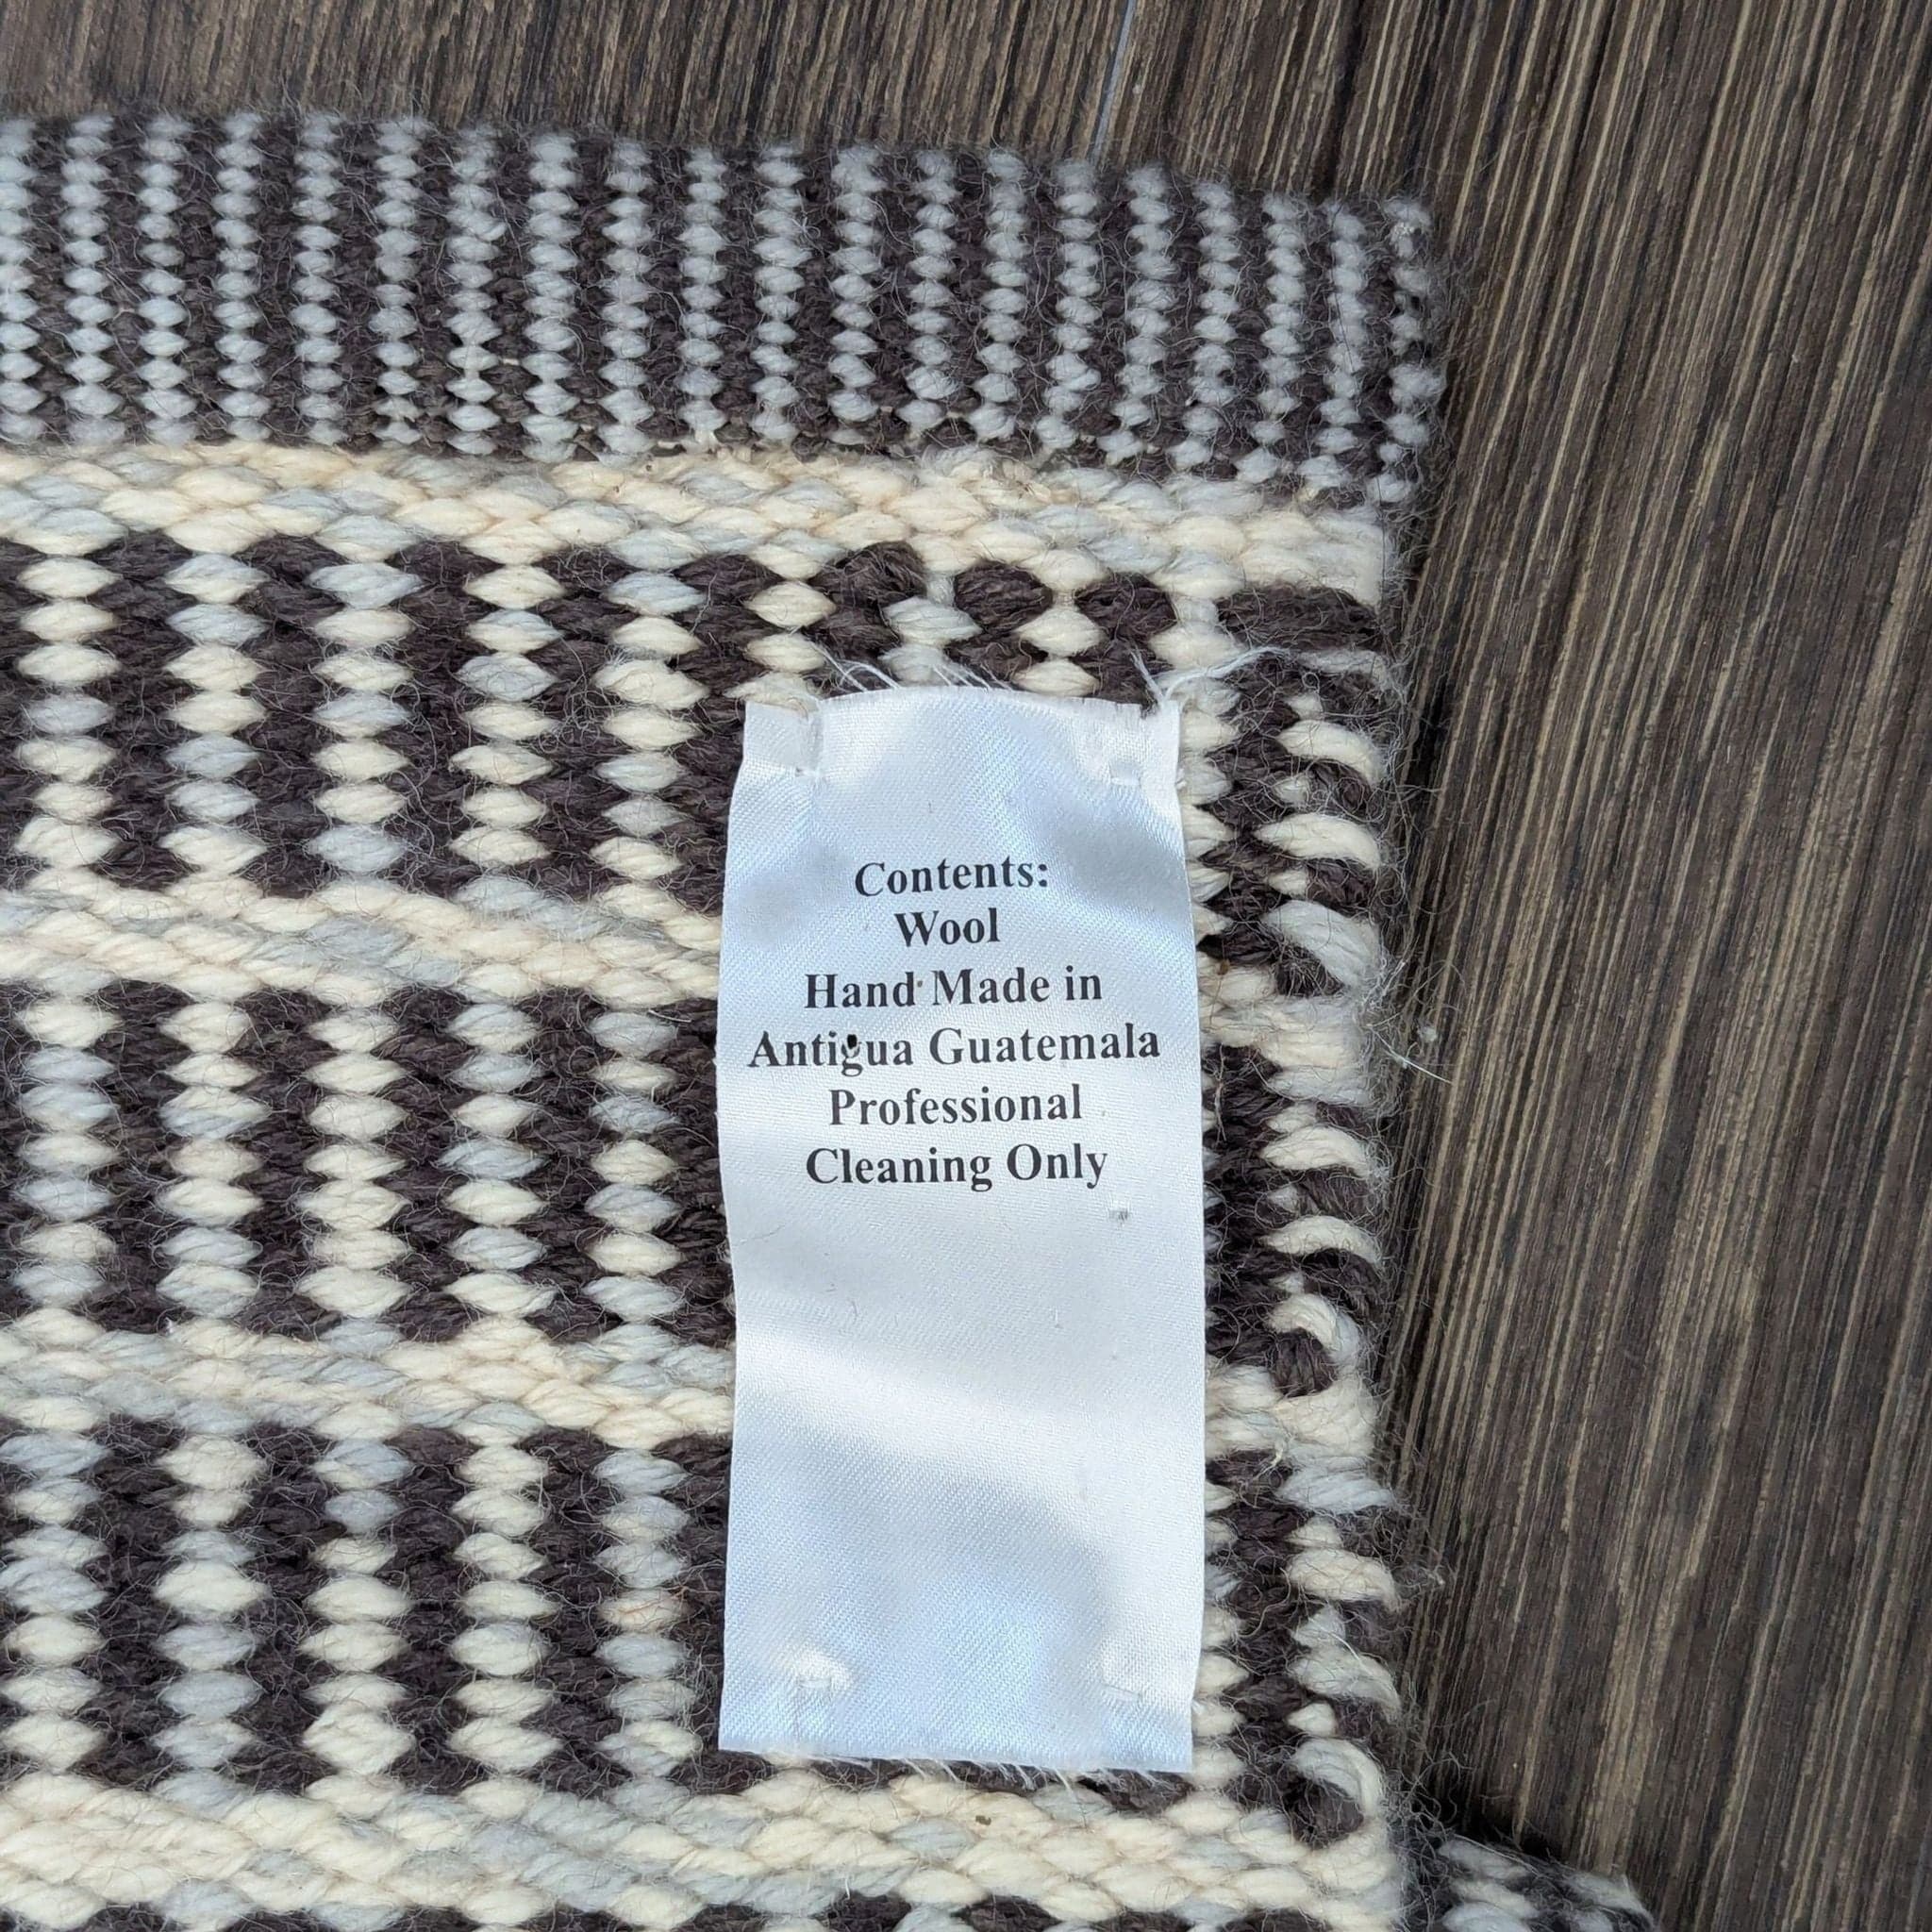 Contents:
Wool
Hand Made in
Antigua Guatemala
Professional
Cleaning Only